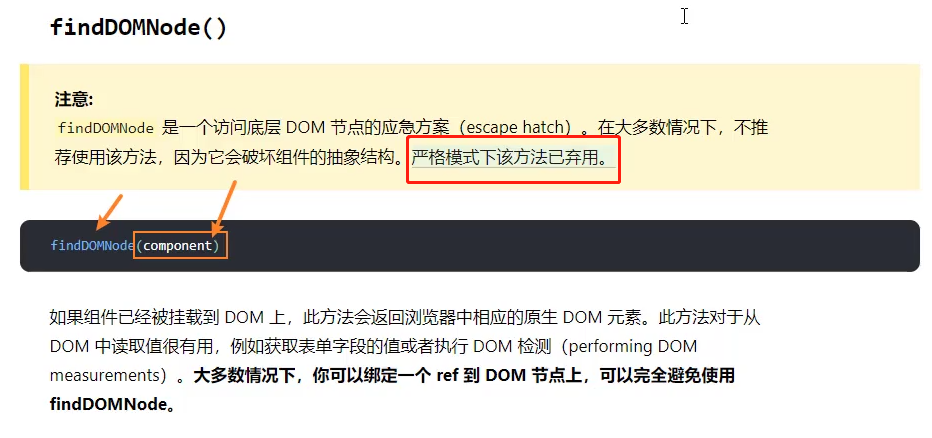 findDOMNode()
注意:
findDOMNode 是一个访问底层 DOM 节点的应急方案（escape hatch）。在大多数情况下，不推
荐使用该方法，因为它会破坏组件的抽象结构。严格模式下该方法已弃用。
findDOMNode(component)
如果组件已经被挂载到 DOM 上，此方法会返回浏览器中相应的原生 DOM 元素。此方法对于从
DOM 中读取值很有用，例如获取表单字段的值或者执行 DOM 检测（performing DOM
measurements）。大多数情况下，你可以绑定一个 ref 到 DOM 节点上，可以完全避免使用
findDOMNode。